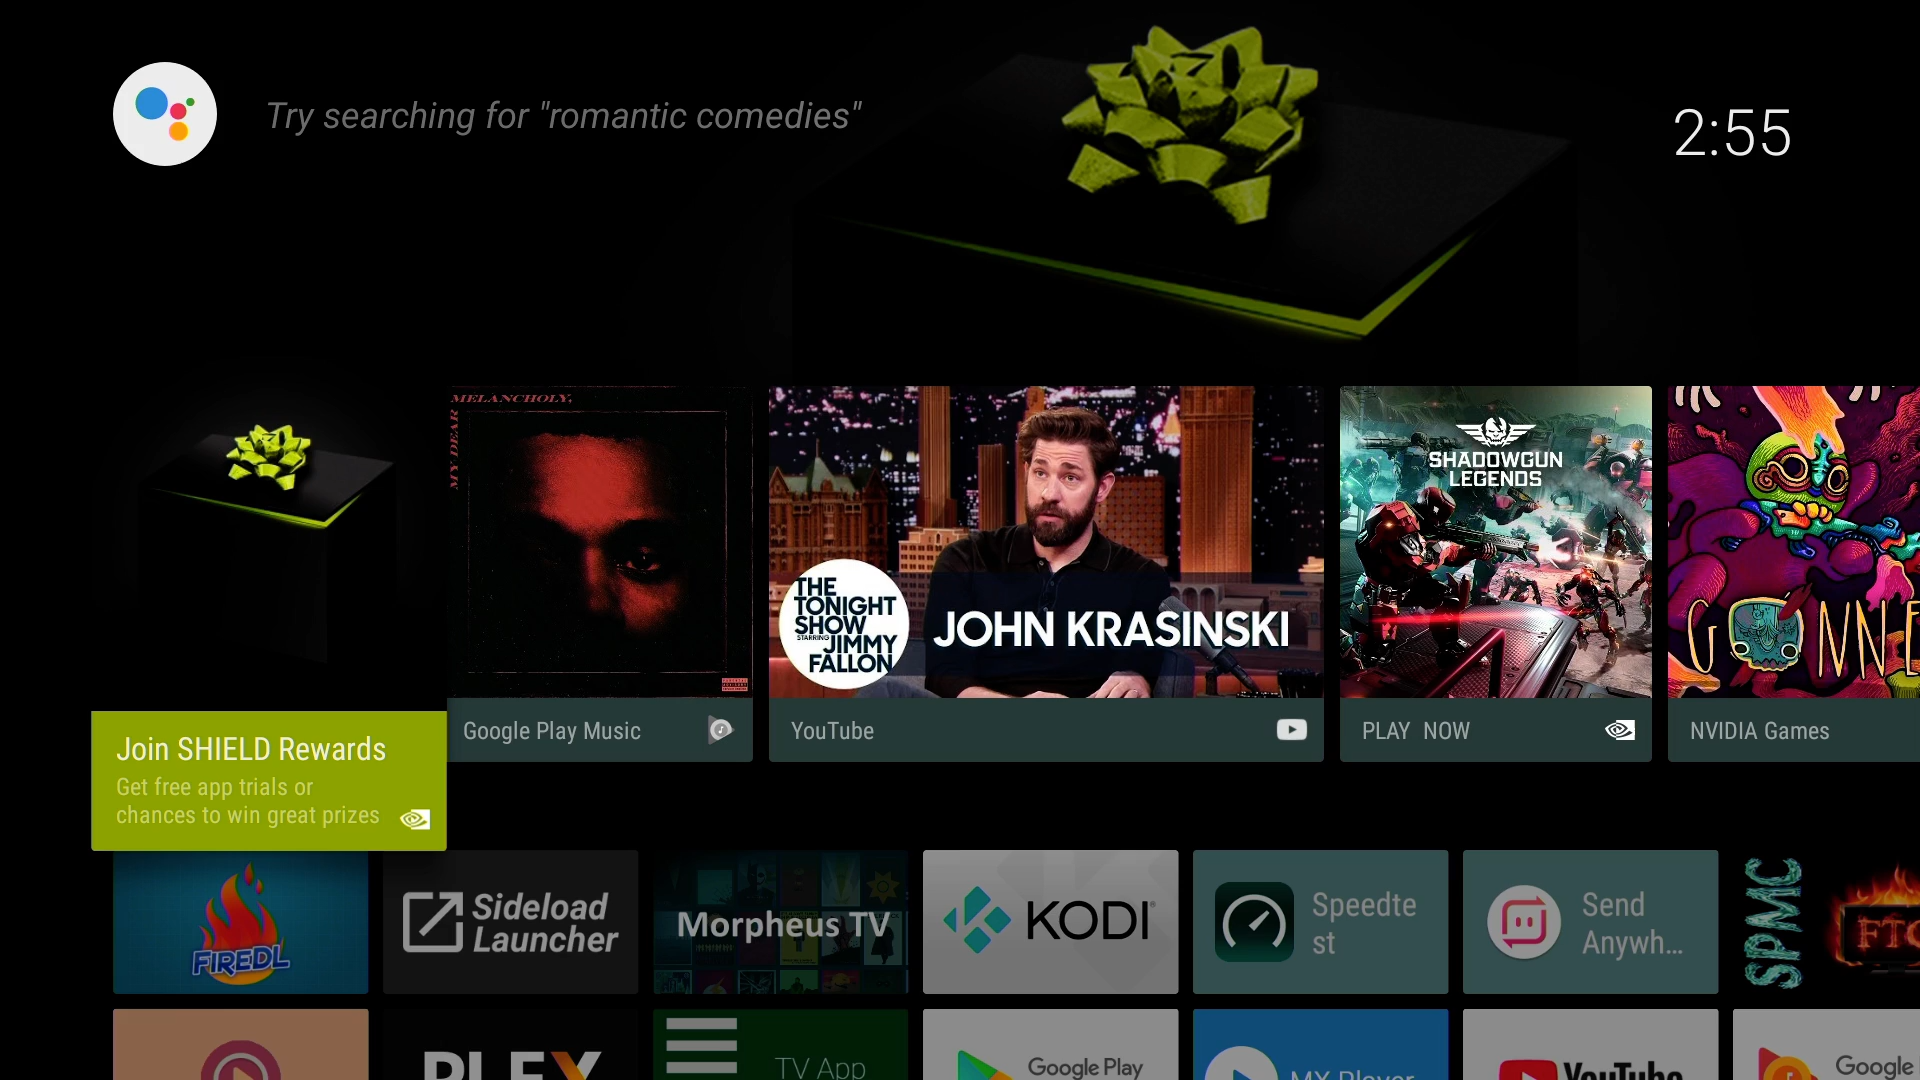 Try searching for "romantic comedies"
2:55
MELANCHOLY,
MY DEAR
THE
TONIGHT
SHOW
STARRING
JIMMY
FALLON
JOHN KRASINSKI
SHADOWGUN
LEGENDS
GONNE
Join SHIELD Rewards
Get free app trials or
chances to win great prizes
Google Play Music
YouTube
PLAY NOW
NVIDIA Games
FIREDL
Sideload
Launcher
Morpheus TV
KODI
Speedte
st
Send
Anywh...
SPMC
FTG
PLEX
TV App
Google Play
MX Player
YouTube
Google